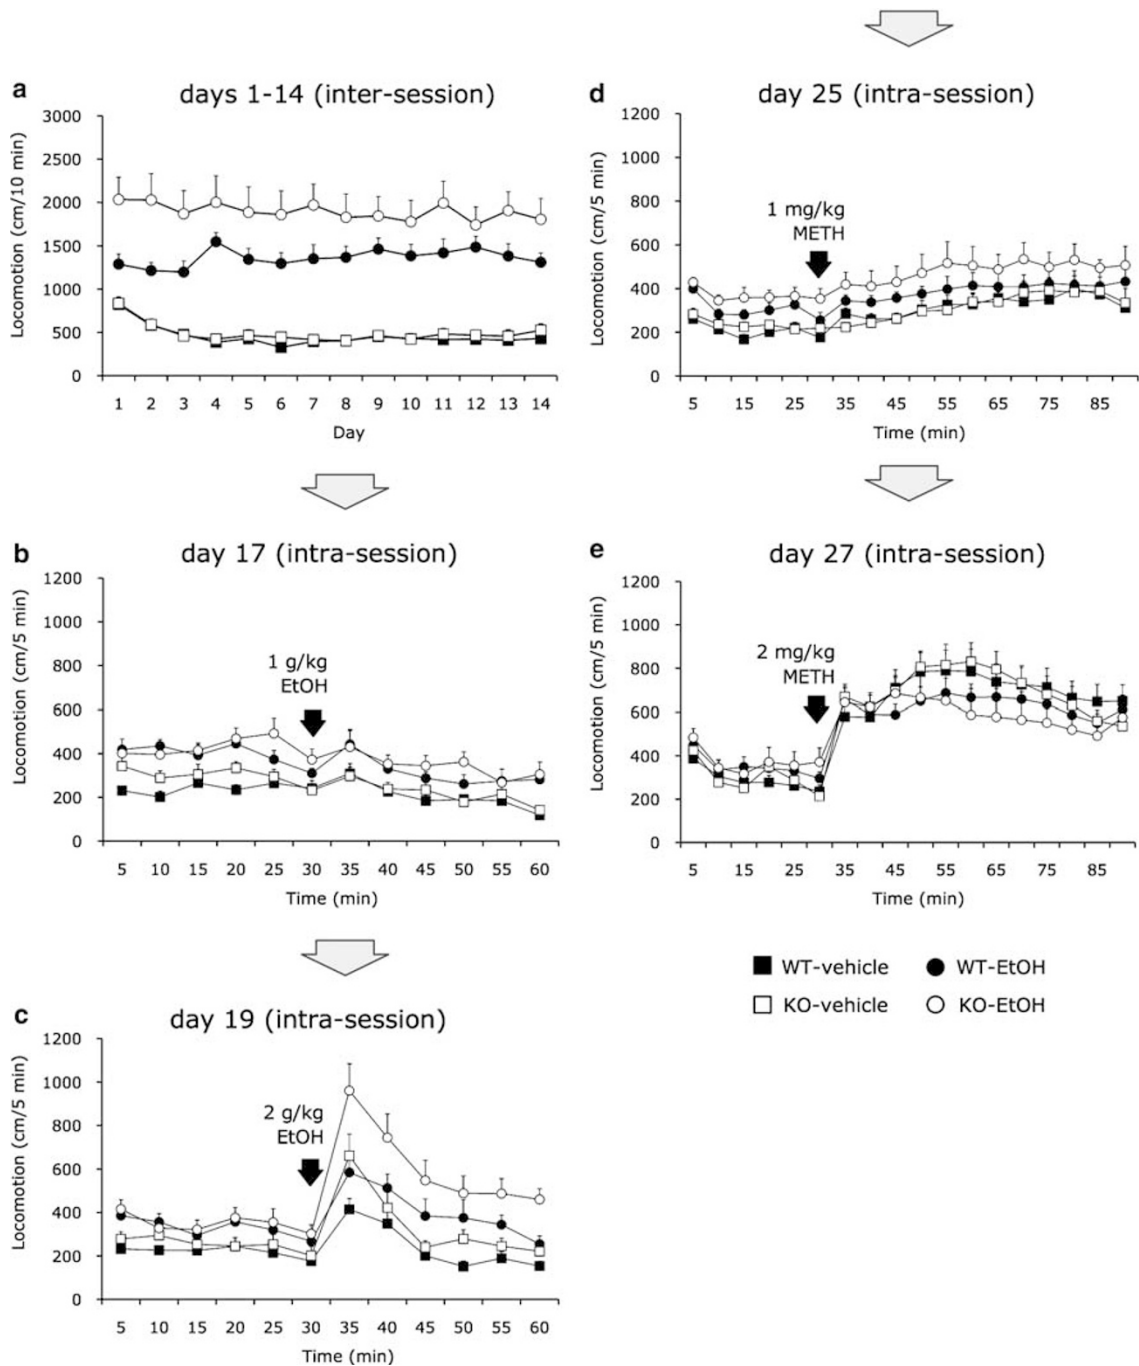 a
days 1-14 (inter-session)
Locomotion (cm/10 min)
3000
2500
2000
1500
1000
500
0
1 2 3 4 5 6 7 8 9 10 11 12 13 14
Day
b
day 17 (intra-session)
Locomotion (cm/5 min)
1200
1000
800
600
400
200
0
1 g/kg
EtOH
5 10 15 20 25 30 35 40 45 50 55 60
Time (min)
c
day 19 (intra-session)
Locomotion (cm/5 min)
1200
1000
800
600
400
200
0
2 g/kg
EtOH
5 10 15 20 25 30 35 40 45 50 55 60
Time (min)
d
day 25 (intra-session)
Locomotion (cm/5 min)
1200
1000
800
600
400
200
0
1 mg/kg
METH
5 15 25 35 45 55 65 75 85
Time (min)
e
day 27 (intra-session)
Locomotion (cm/5 min)
1200
1000
800
600
400
200
0
2 mg/kg
METH
5 15 25 35 45 55 65 75 85
Time (min)
WT-vehicle WT-EtOH
KO-vehicle KO-EtOH